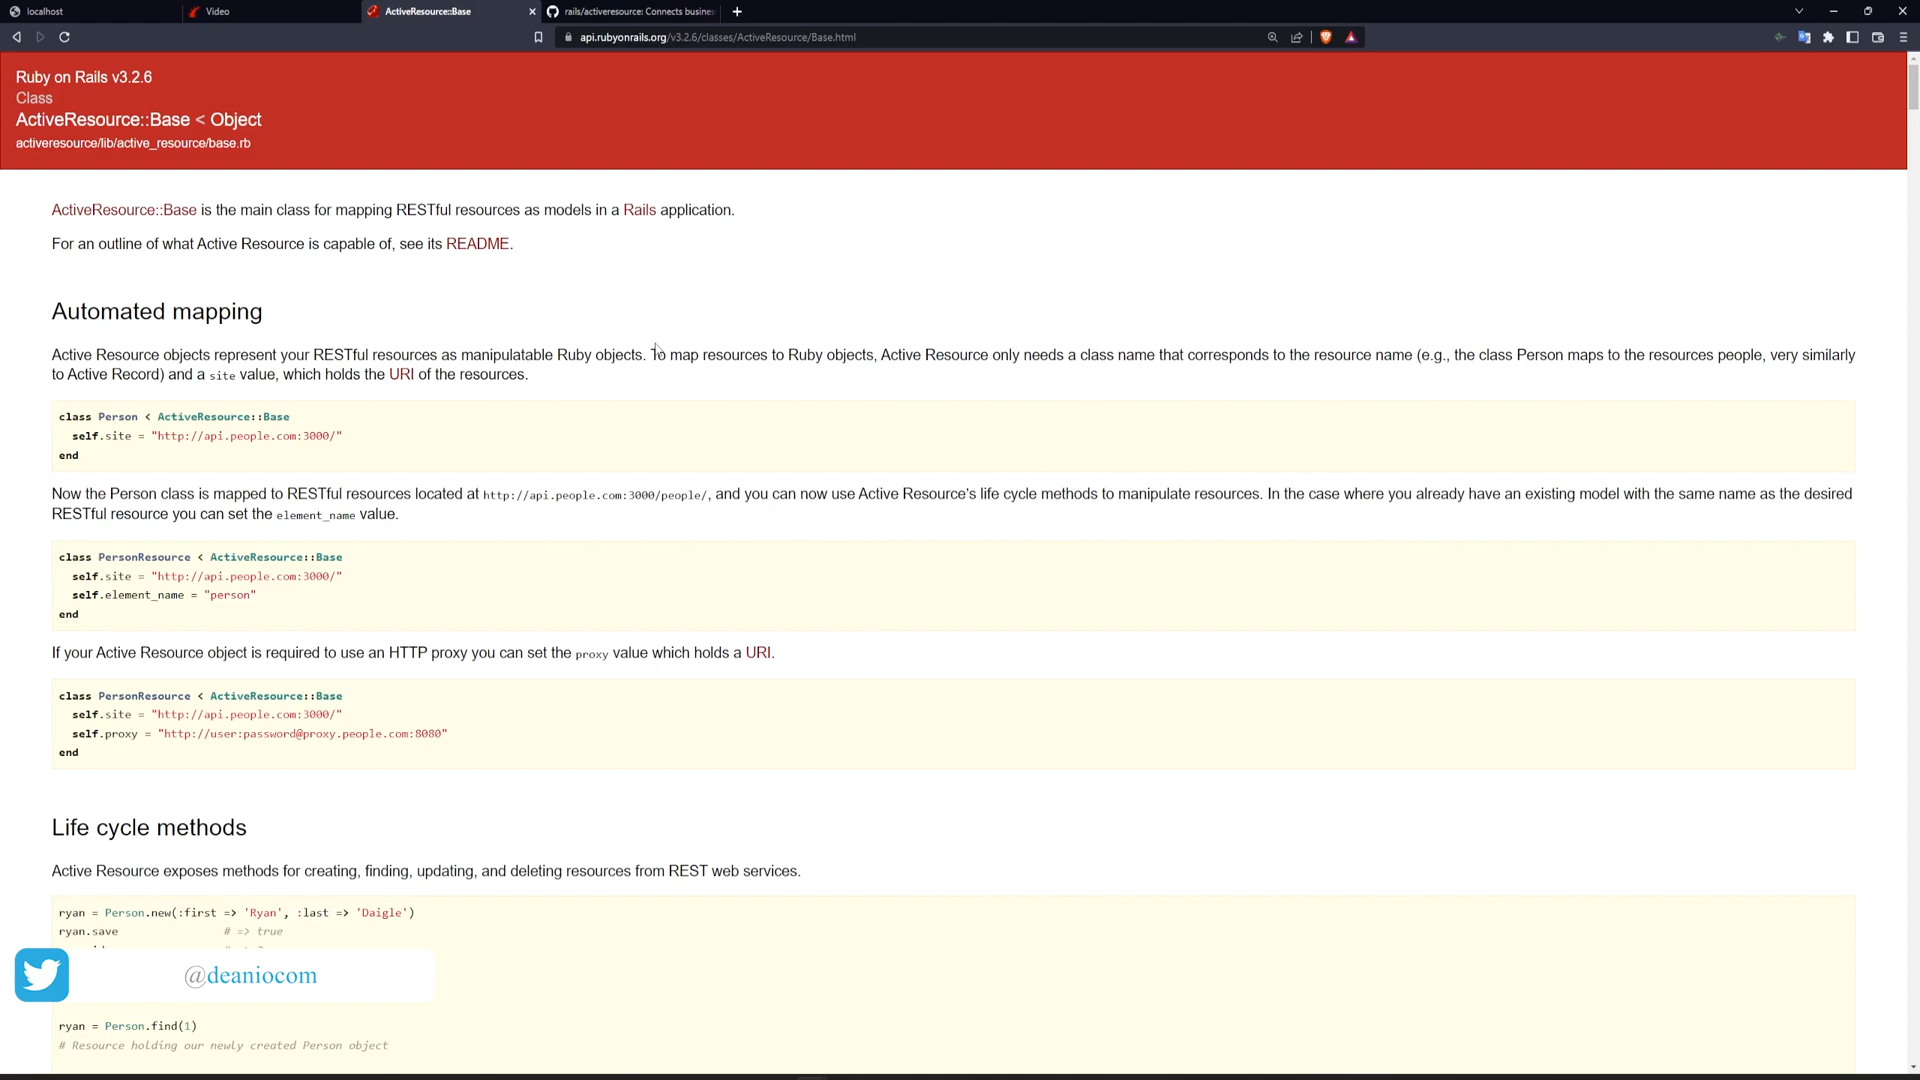 localhost
Video
ActiveResource::Base
rails/activeresource: Connects busines
api.rubyonrails.org/v3.2.6/classes/ActiveResource/Base.html
Ruby on Rails v3.2.6
Class
ActiveResource::Base < Object
activeresource/lib/active_resource/base.rb
ActiveResource::Base is the main class for mapping RESTful resources as models in a Rails application.
For an outline of what Active Resource is capable of, see its README.
Automated mapping
Active Resource objects represent your RESTful resources as manipulatable Ruby objects. To map resources to Ruby objects, Active Resource only needs a class name that corresponds to the resource name (e.g., the class Person maps to the resources people, very similarly
to Active Record) and a site value, which holds the URI of the resources.
class Person < ActiveResource::Base
self.site = "http://api.people.com:3000/"
end
Now the Person class is mapped to RESTful resources located at http://api.people.com:3000/people/, and you can now use Active Resource's life cycle methods to manipulate resources. In the case where you already have an existing model with the same name as the desired
RESTful resource you can set the element_name value.
class PersonResource < ActiveResource::Base
self.site = "http://api.people.com:3000/"
self.element_name = "person"
end
If your Active Resource object is required to use an HTTP proxy you can set the proxy value which holds a URI.
class PersonResource < ActiveResource::Base
self.site = "http://api.people.com:3000/"
self.proxy = "http://user:password@proxy.people.com:8080"
end
Life cycle methods
Active Resource exposes methods for creating, finding, updating, and deleting resources from REST web services.
ryan = Person.new(:first => 'Ryan', :last => 'Daigle')
ryan.save # => true
@deaniocom
ryan = Person.find(1)
# Resource holding our newly created Person object